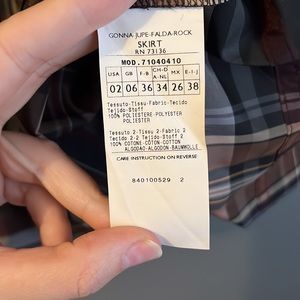 GONNA-JUPE-FALDA-ROCK
SKIRT
RN 73136
MOD.71040410
USA GB F-B CH-D A-NL MX E-I-J
02 06 36 34 26 38
Tessuto-Tissu-Fabric-Tecido
Tejido-Stoff
100% POLIESTERE-POLYESTER
POLIESTER
Tessuto 2-Tissu 2-Fabric 2
Tecido 2-2 Tejido-Stoff 2
100% COTONE-COTON-COTTON
ALGODÃO-ALGODON-BAUMWOLLE
CARE INSTRUCTION ON REVERSE
840100529 2